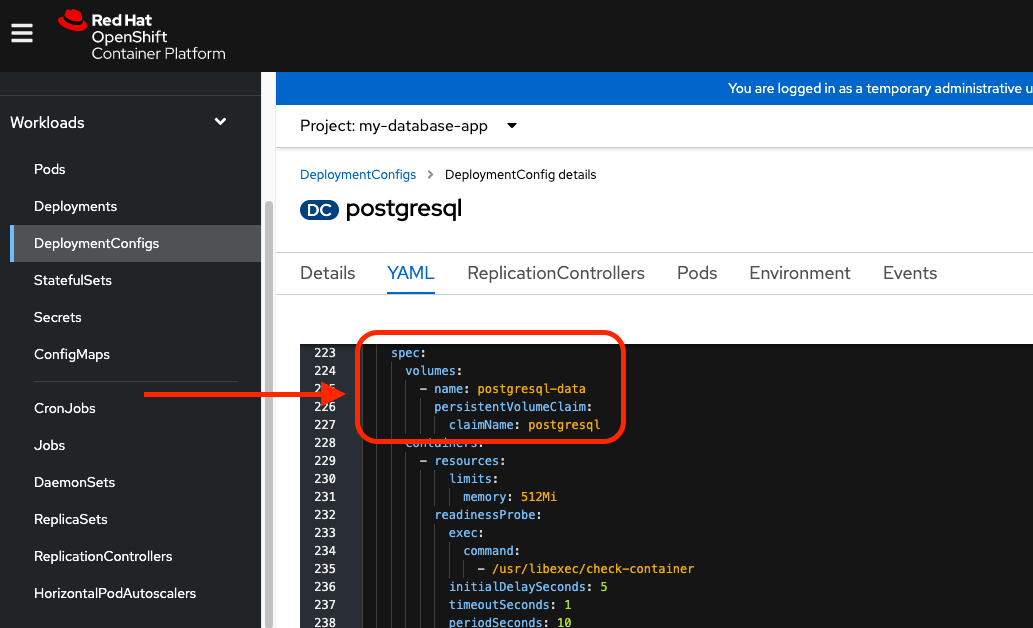 Red Hat
OpenShift
Container Platform
You are logged in as a temporary administrative u
Workloads
Pods
Deployments
DeploymentConfigs
StatefulSets
Secrets
ConfigMaps
CronJobs
Jobs
DaemonSets
ReplicaSets
ReplicationControllers
HorizontalPodAutoscalers
Project: my-database-app
DeploymentConfigs > DeploymentConfig details
DC postgresql
Details YAML ReplicationControllers Pods Environment Events
223 spec:
224 volumes:
225 - name: postgresql-data
226 persistentVolumeClaim:
227 claimName: postgresql
228 containers:
229 - resources:
230 limits:
231 memory: 512Mi
232 readinessProbe:
233 exec:
234 command:
235 - /usr/libexec/check-container
236 initialDelaySeconds: 5
237 timeoutSeconds: 1
238 periodSeconds: 10